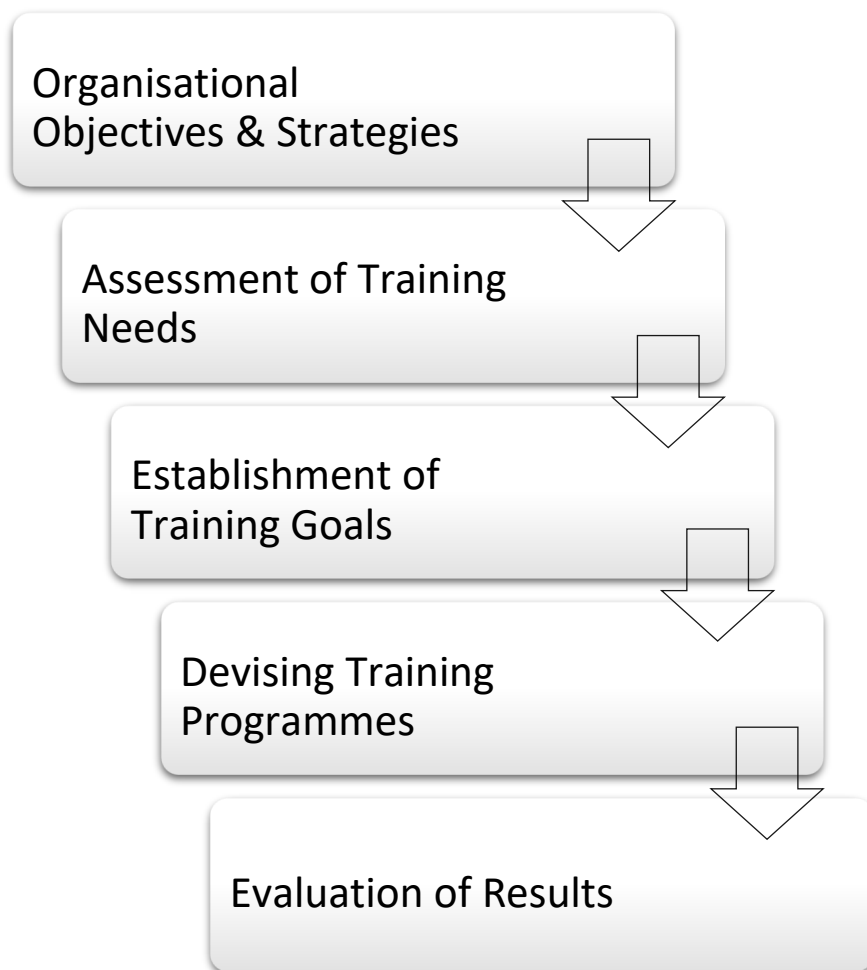 Organisational
Objectives & Strategies
Assessment of Training
Needs
Establishment of
Training Goals
Devising Training
Programmes
Evaluation of Results